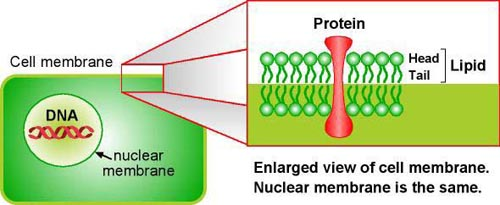 Cell membrane
DNA
nuclear
membrane
Protein
Head
Tail
Lipid
Enlarged view of cell membrane.
Nuclear membrane is the same.